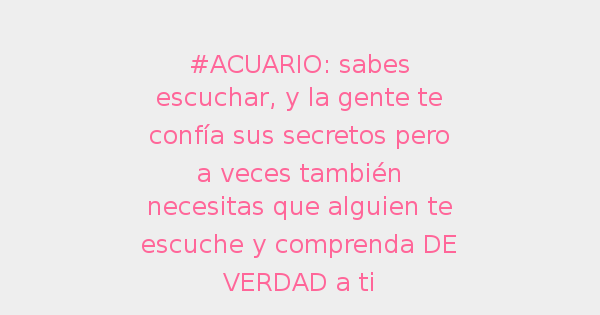 #ACUARIO: sabes
escuchar, y la gente te
confía sus secretos pero
a veces también
necesitas que alguien te
escuche y comprenda DE
VERDAD a ti